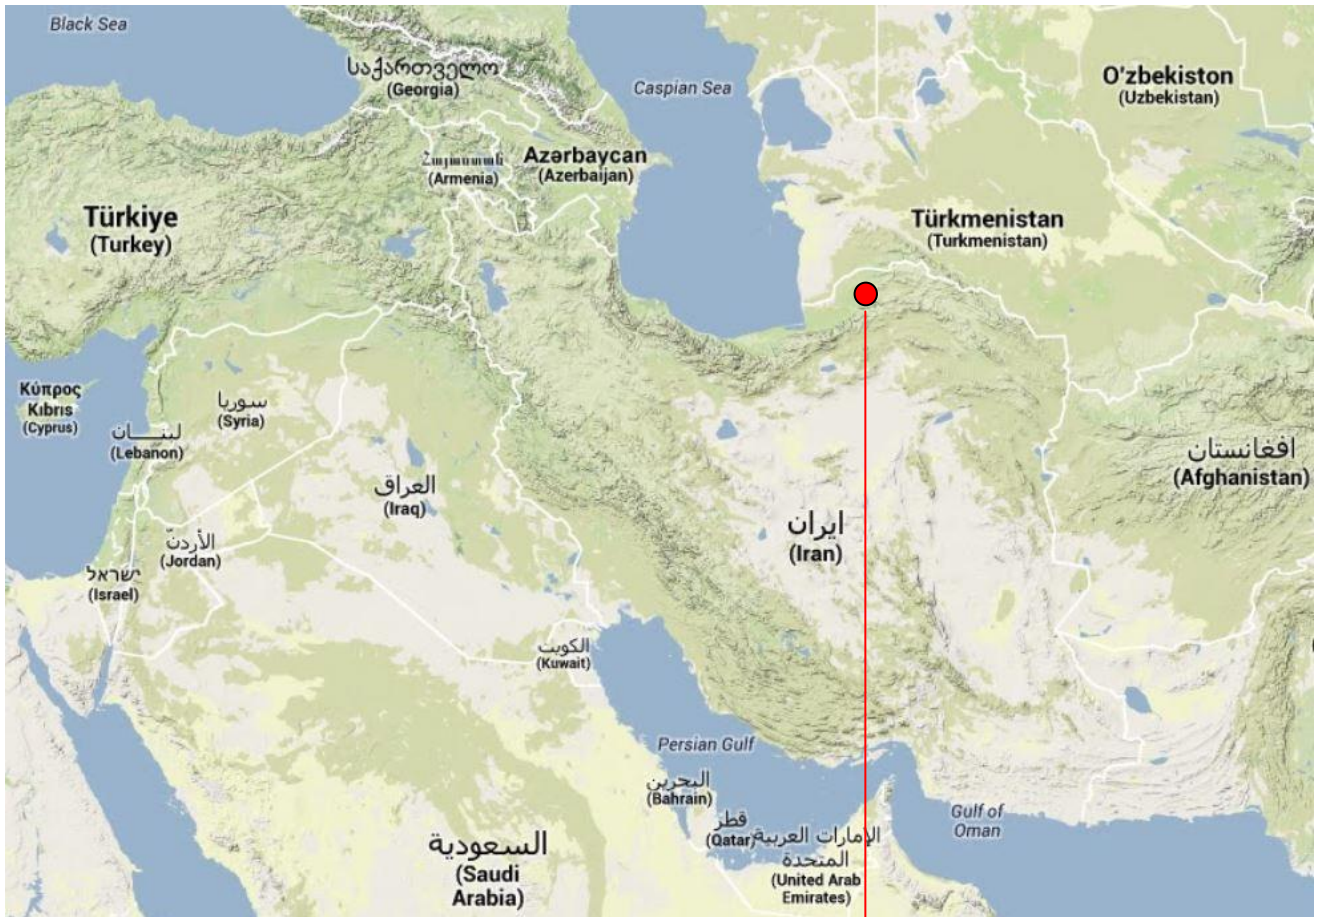 Black Sea
საქართველო
(Georgia)
Caspian Sea
O'zbekiston
(Uzbekistan)
Հայաստան
(Armenia)
Azərbaycan
(Azerbaijan)
Türkiye
(Turkey)
Türkmenistan
(Turkmenistan)
Κύπρος
Kıbrıs
(Cyprus)
سوريا
(Syria)
لبنـــان
(Lebanon)
افغانستان
(Afghanistan)
العراق
(Iraq)
ایران
(Iran)
الأردنّ
(Jordan)
ישראל
(Israel)
الكويت
(Kuwait)
Persian Gulf
البحرين
(Bahrain)
قطر
(Qatar)
الإمارات العربية
المتحدة
(United Arab
Emirates)
Gulf of
Oman
السعودية
(Saudi
Arabia)